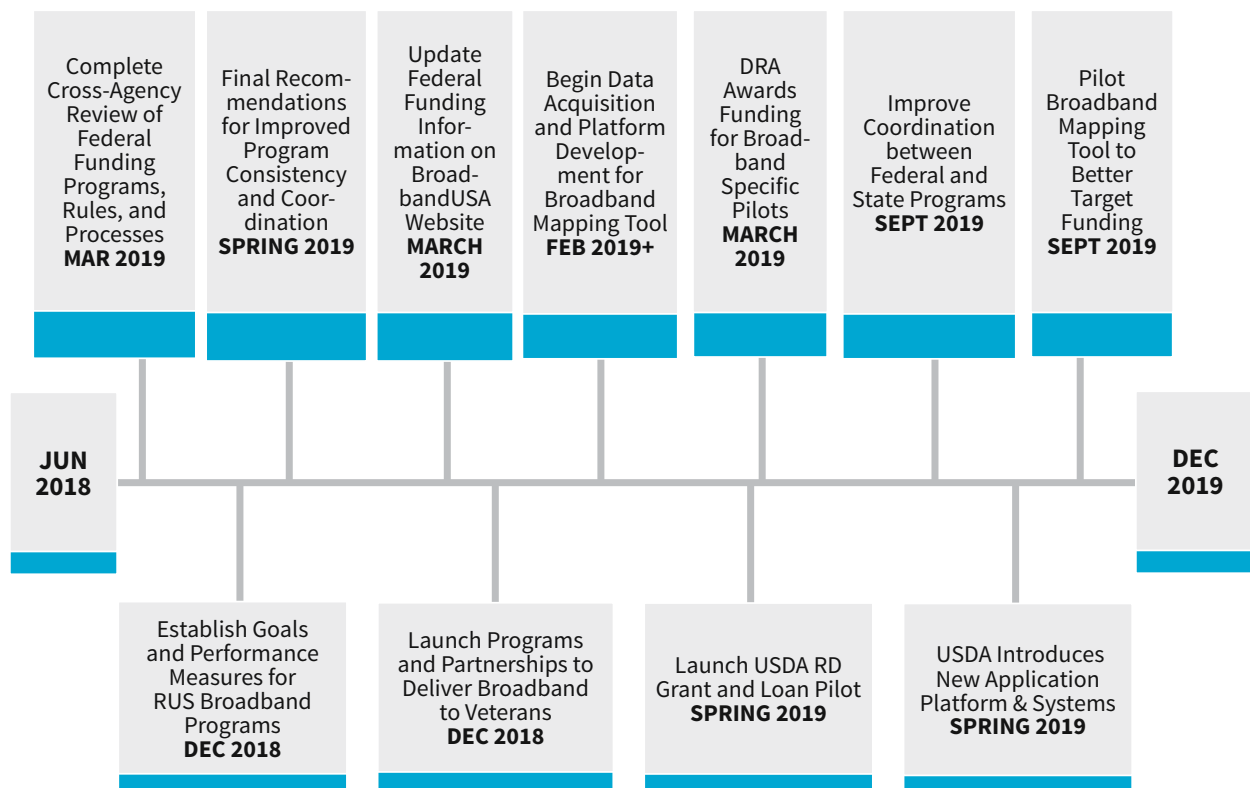 Complete
Cross-Agency
Review of
Federal
Funding
Programs,
Rules, and
Processes
MAR 2019
Final Recom-
mendations
for Improved
Program
Consistency
and Coor-
dination
SPRING 2019
Update
Federal
Funding
Infor-
mation on
Broad-
bandUSA
Website
MARCH
2019
Begin Data
Acquisition
and Platform
Develop-
ment for
Broadband
Mapping Tool
FEB 2019+
DRA
Awards
Funding
for Broad-
band
Specific
Pilots
MARCH
2019
Improve
Coordination
between
Federal and
State Programs
SEPT 2019
Pilot
Broadband
Mapping
Tool to
Better
Target
Funding
SEPT 2019
JUN
2018
DEC
2019
Establish Goals
and Performance
Measures for
RUS Broadband
Programs
DEC 2018
Launch Programs
and Partnerships to
Deliver Broadband
to Veterans
DEC 2018
Launch USDA RD
Grant and Loan Pilot
SPRING 2019
USDA Introduces
New Application
Platform & Systems
SPRING 2019